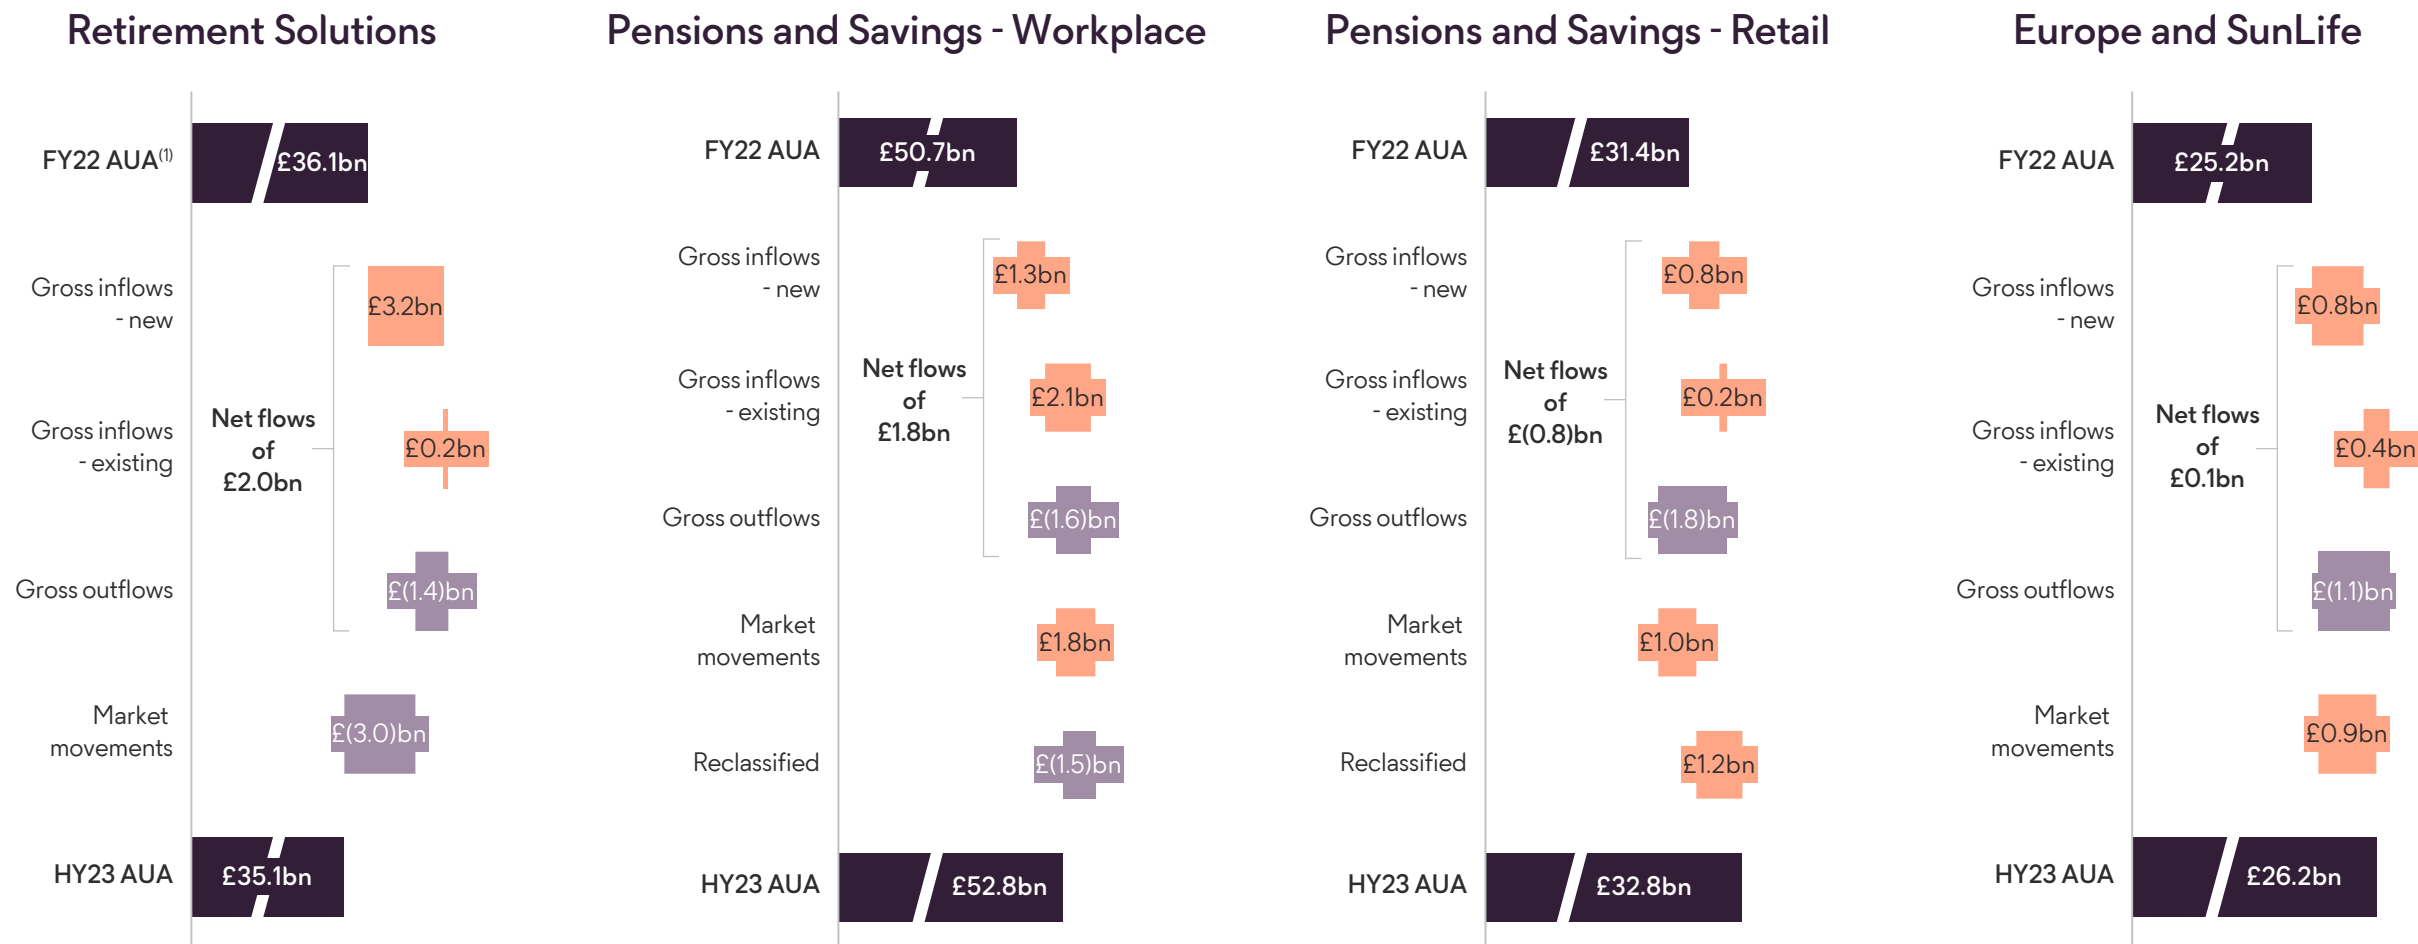 Retirement Solutions
FY22 AUA(1)
£36.1bn
Gross inflows
- new
£3.2bn
Gross inflows
- existing
£0.2bn
Net flows
of
£2.0bn
Gross outflows
£(1.4)bn
Market
movements
£(3.0)bn
HY23 AUA
£35.1bn
Pensions and Savings - Workplace
FY22 AUA
£50.7bn
Gross inflows
- new
£1.3bn
Gross inflows
- existing
£2.1bn
Net flows
of
£1.8bn
Gross outflows
£(1.6)bn
Market
movements
£1.8bn
Reclassified
£(1.5)bn
HY23 AUA
£52.8bn
Pensions and Savings - Retail
FY22 AUA
£31.4bn
Gross inflows
- new
£0.8bn
Gross inflows
- existing
£0.2bn
Net flows
of
£(0.8)bn
Gross outflows
£(1.8)bn
Market
movements
£1.0bn
Reclassified
£1.2bn
HY23 AUA
£32.8bn
Europe and SunLife
FY22 AUA
£25.2bn
Gross inflows
- new
£0.8bn
Gross inflows
- existing
£0.4bn
Net flows
of
£0.1bn
Gross outflows
£(1.1)bn
Market
movements
£0.9bn
HY23 AUA
£26.2bn